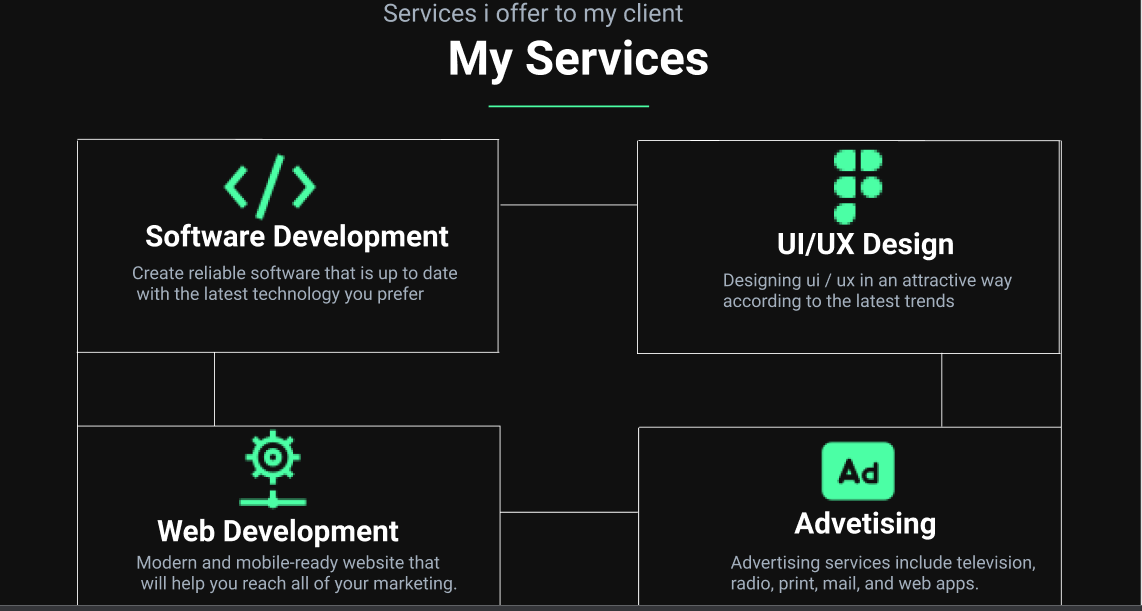 Services i offer to my client
My Services
Software Development
Create reliable software that is up to date
with the latest technology you prefer
UI/UX Design
Designing ui / ux in an attractive way
according to the latest trends
Web Development
Modern and mobile-ready website that
will help you reach all of your marketing.
Ad
Advetising
Advertising services include television,
radio, print, mail, and web apps.